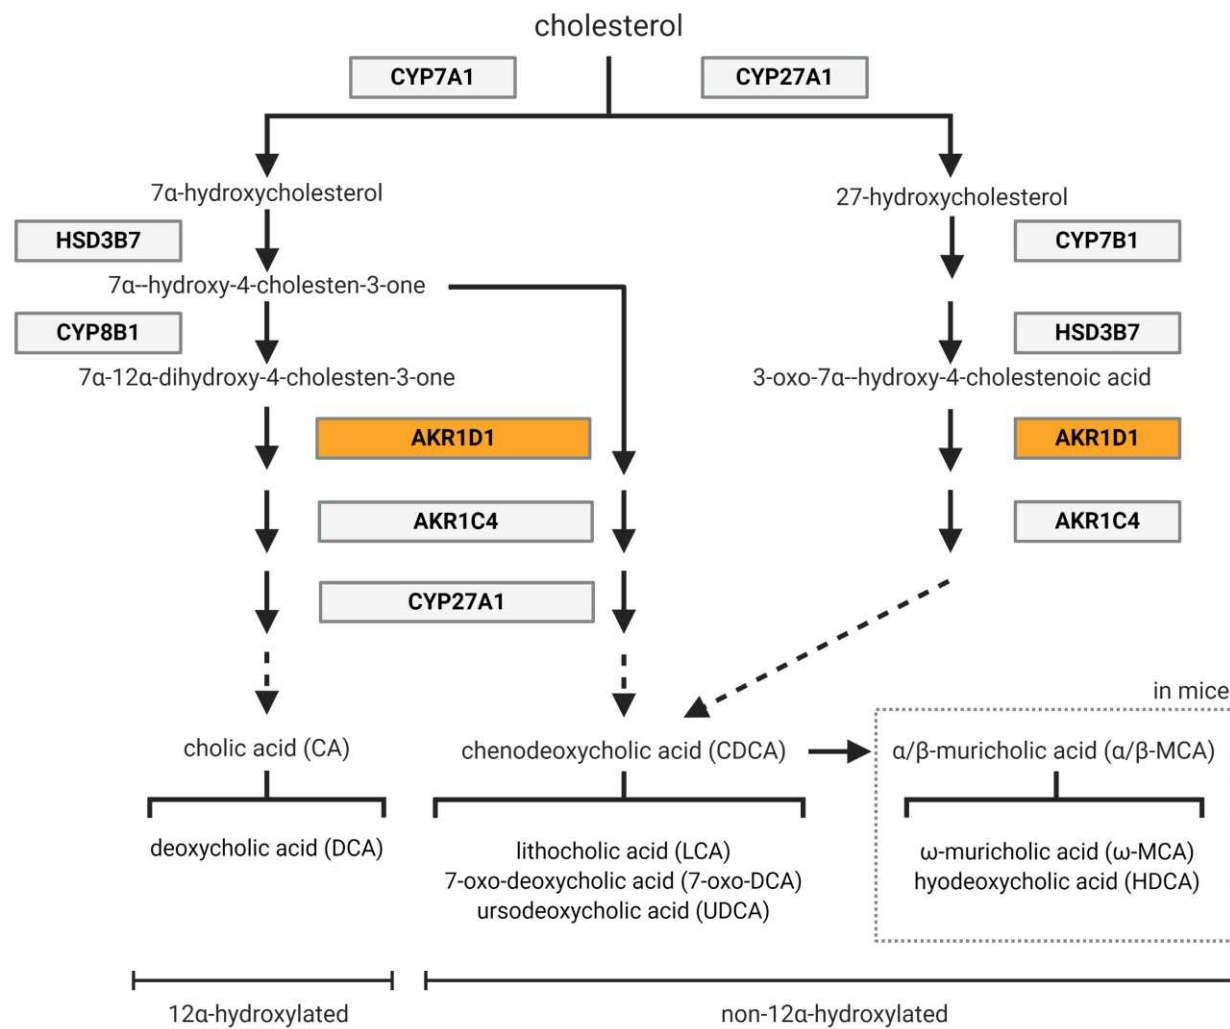 cholesterol
CYP7A1
CYP27A1
7α-hydroxycholesterol
27-hydroxycholesterol
HSD3B7
CYP7B1
7α--hydroxy-4-cholesten-3-one
CYP8B1
HSD3B7
7α-12α-dihydroxy-4-cholesten-3-one
3-oxo-7α--hydroxy-4-cholestenoic acid
AKR1D1
AKR1D1
AKR1C4
AKR1C4
CYP27A1
in mice
cholic acid (CA)
chenodeoxycholic acid (CDCA)
α/β-muricholic acid (α/β-MCA)
deoxycholic acid (DCA)
lithocholic acid (LCA)
7-oxo-deoxycholic acid (7-oxo-DCA)
ursodeoxycholic acid (UDCA)
ω-muricholic acid (ω-MCA)
hyodeoxycholic acid (HDCA)
12α-hydroxylated
non-12α-hydroxylated